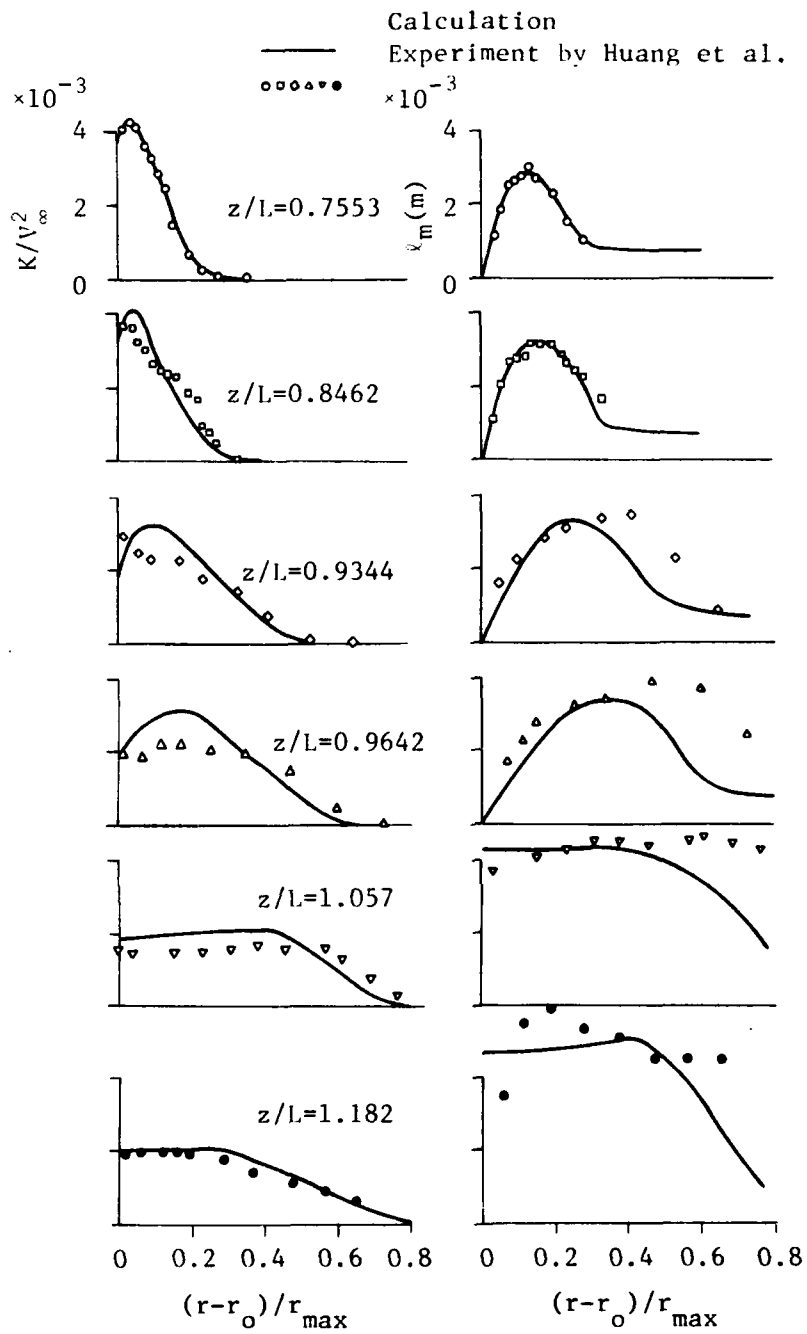 Calculation
Experiment by Huang et al.
×10⁻³ ×10⁻³
4 4
K/V²∞ 2 z/L=0.7553 ℓm(m) 2
0 0
z/L=0.8462
z/L=0.9344
z/L=0.9642
z/L=1.057
z/L=1.182
0 0.2 0.4 0.6 0.8 0 0.2 0.4 0.6 0.8
(r-ro)/rmax (r-ro)/rmax